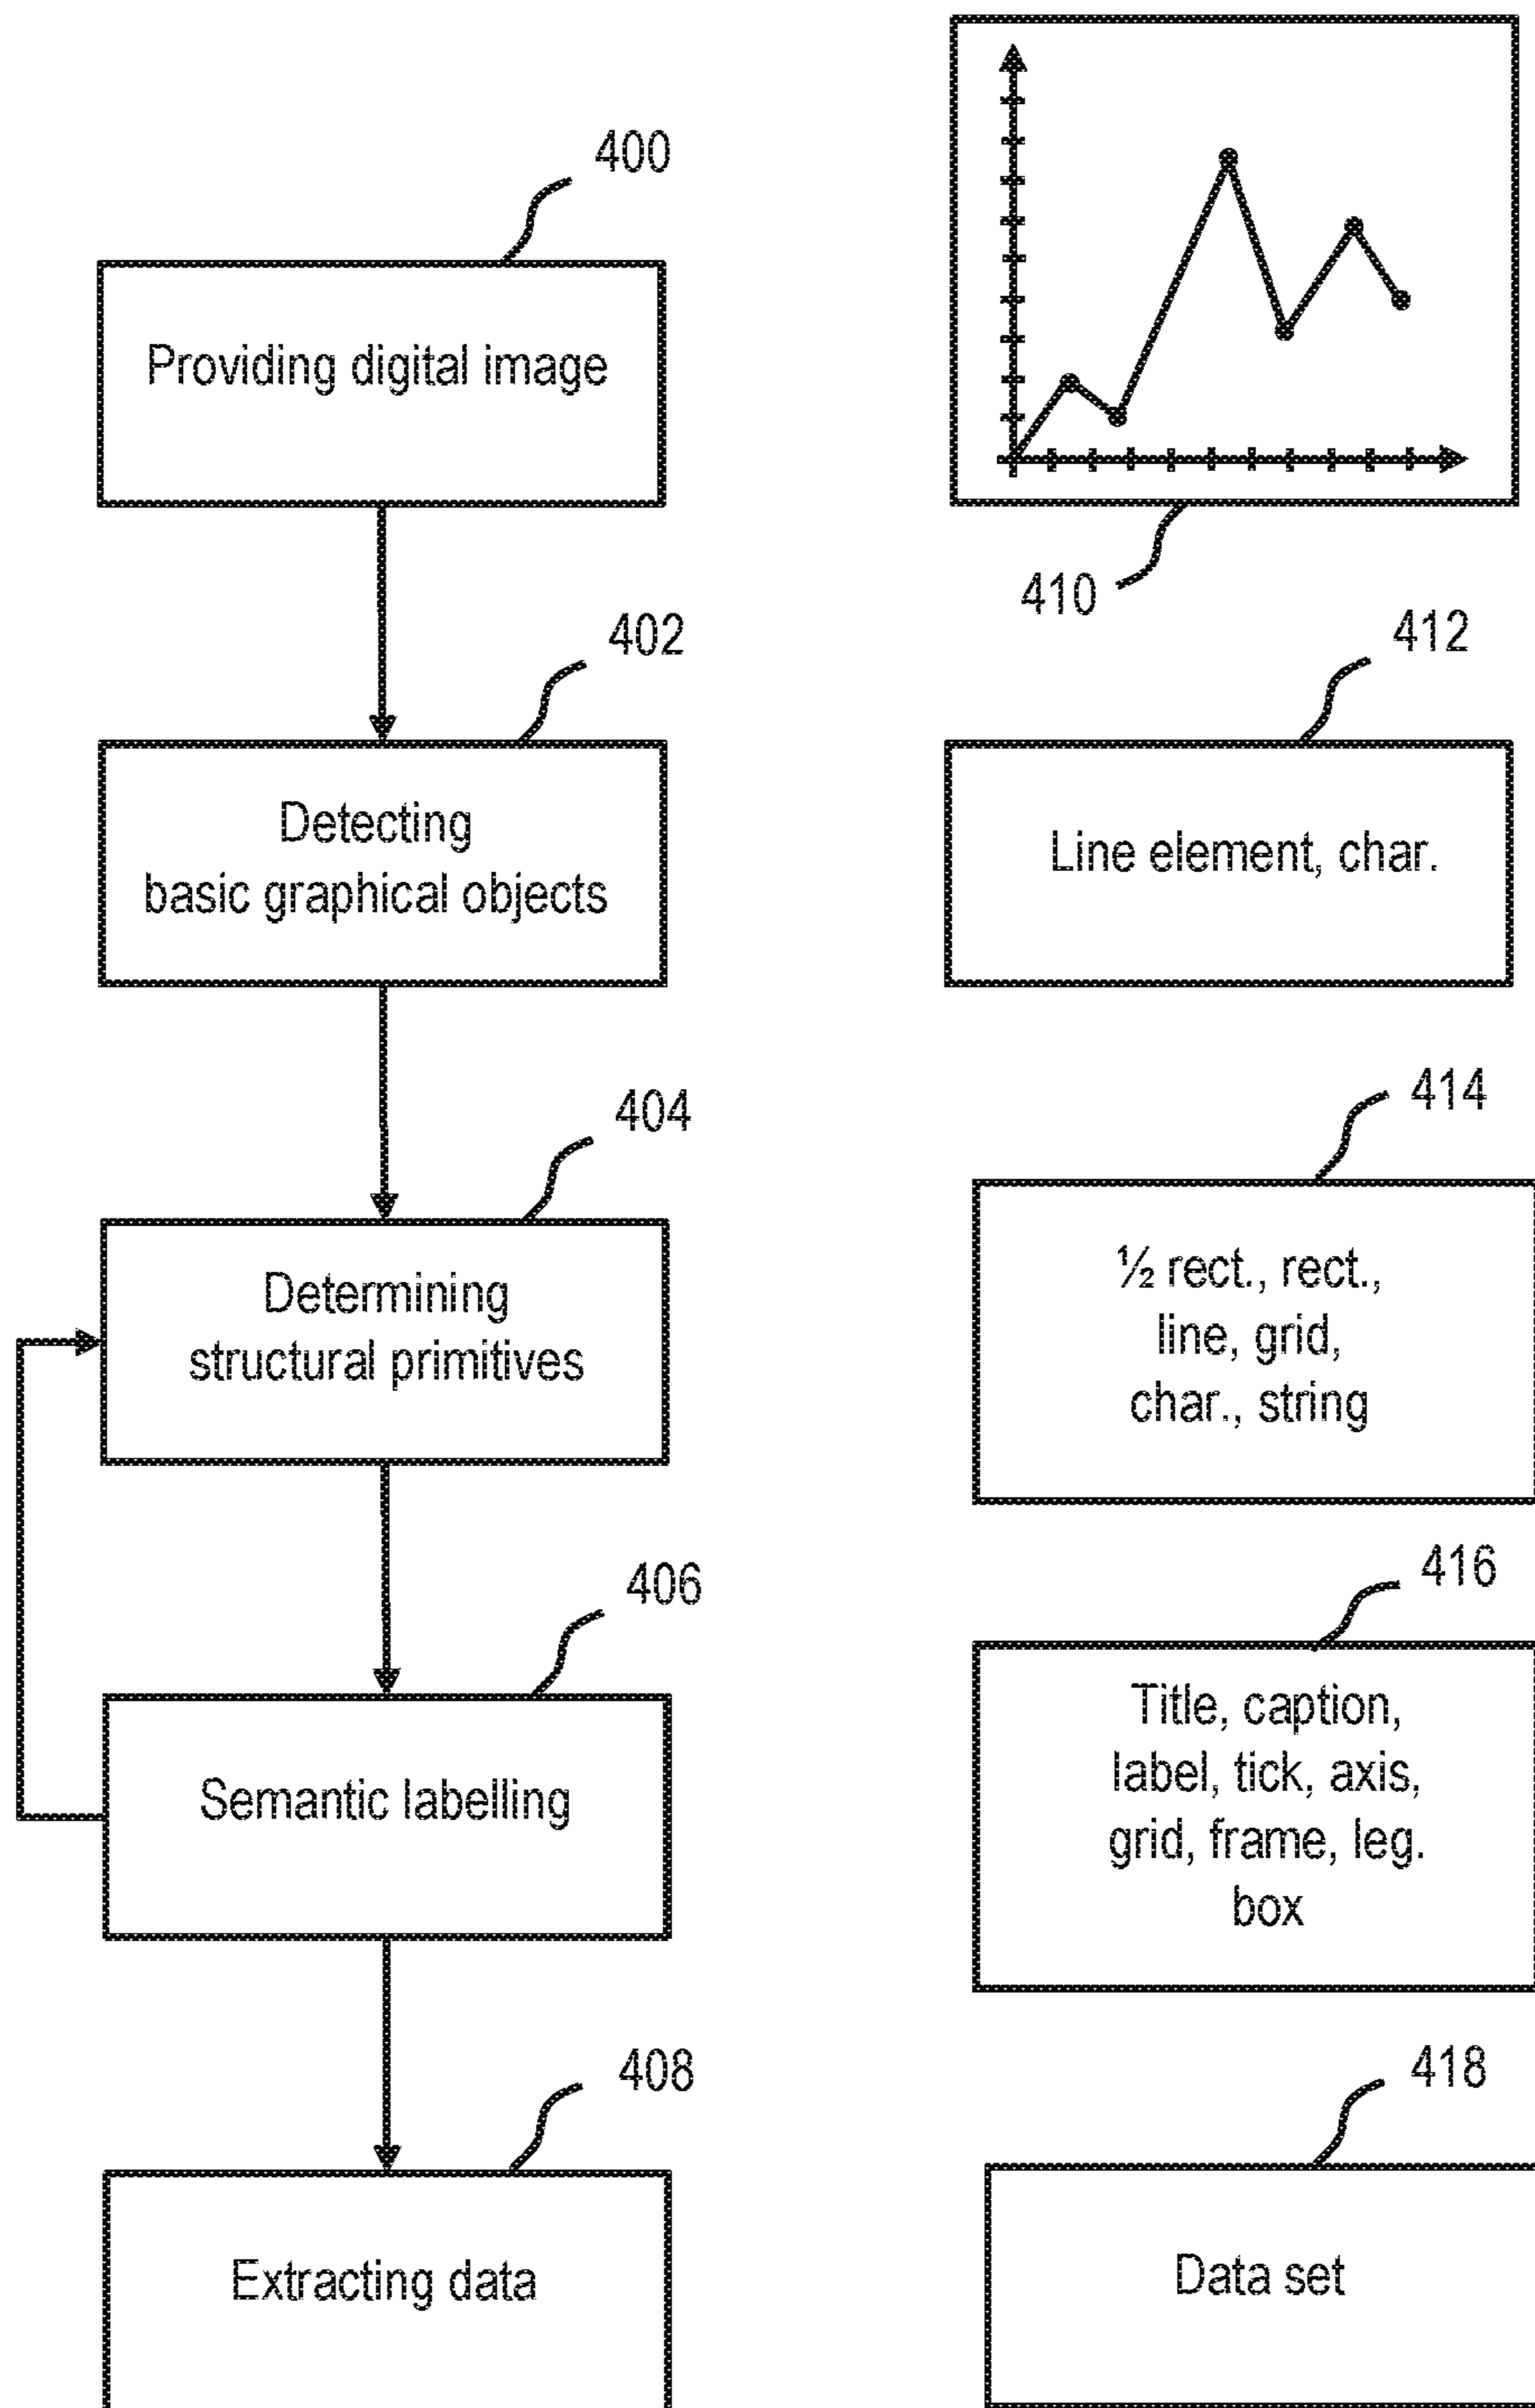 400
Providing digital image
410
402
Detecting
basic graphical objects
412
Line element, char.
404
Determining
structural primitives
414
½ rect., rect.,
line, grid,
char., string
406
Semantic labelling
416
Title, caption,
label, tick, axis,
grid, frame, leg.
box
408
Extracting data
418
Data set